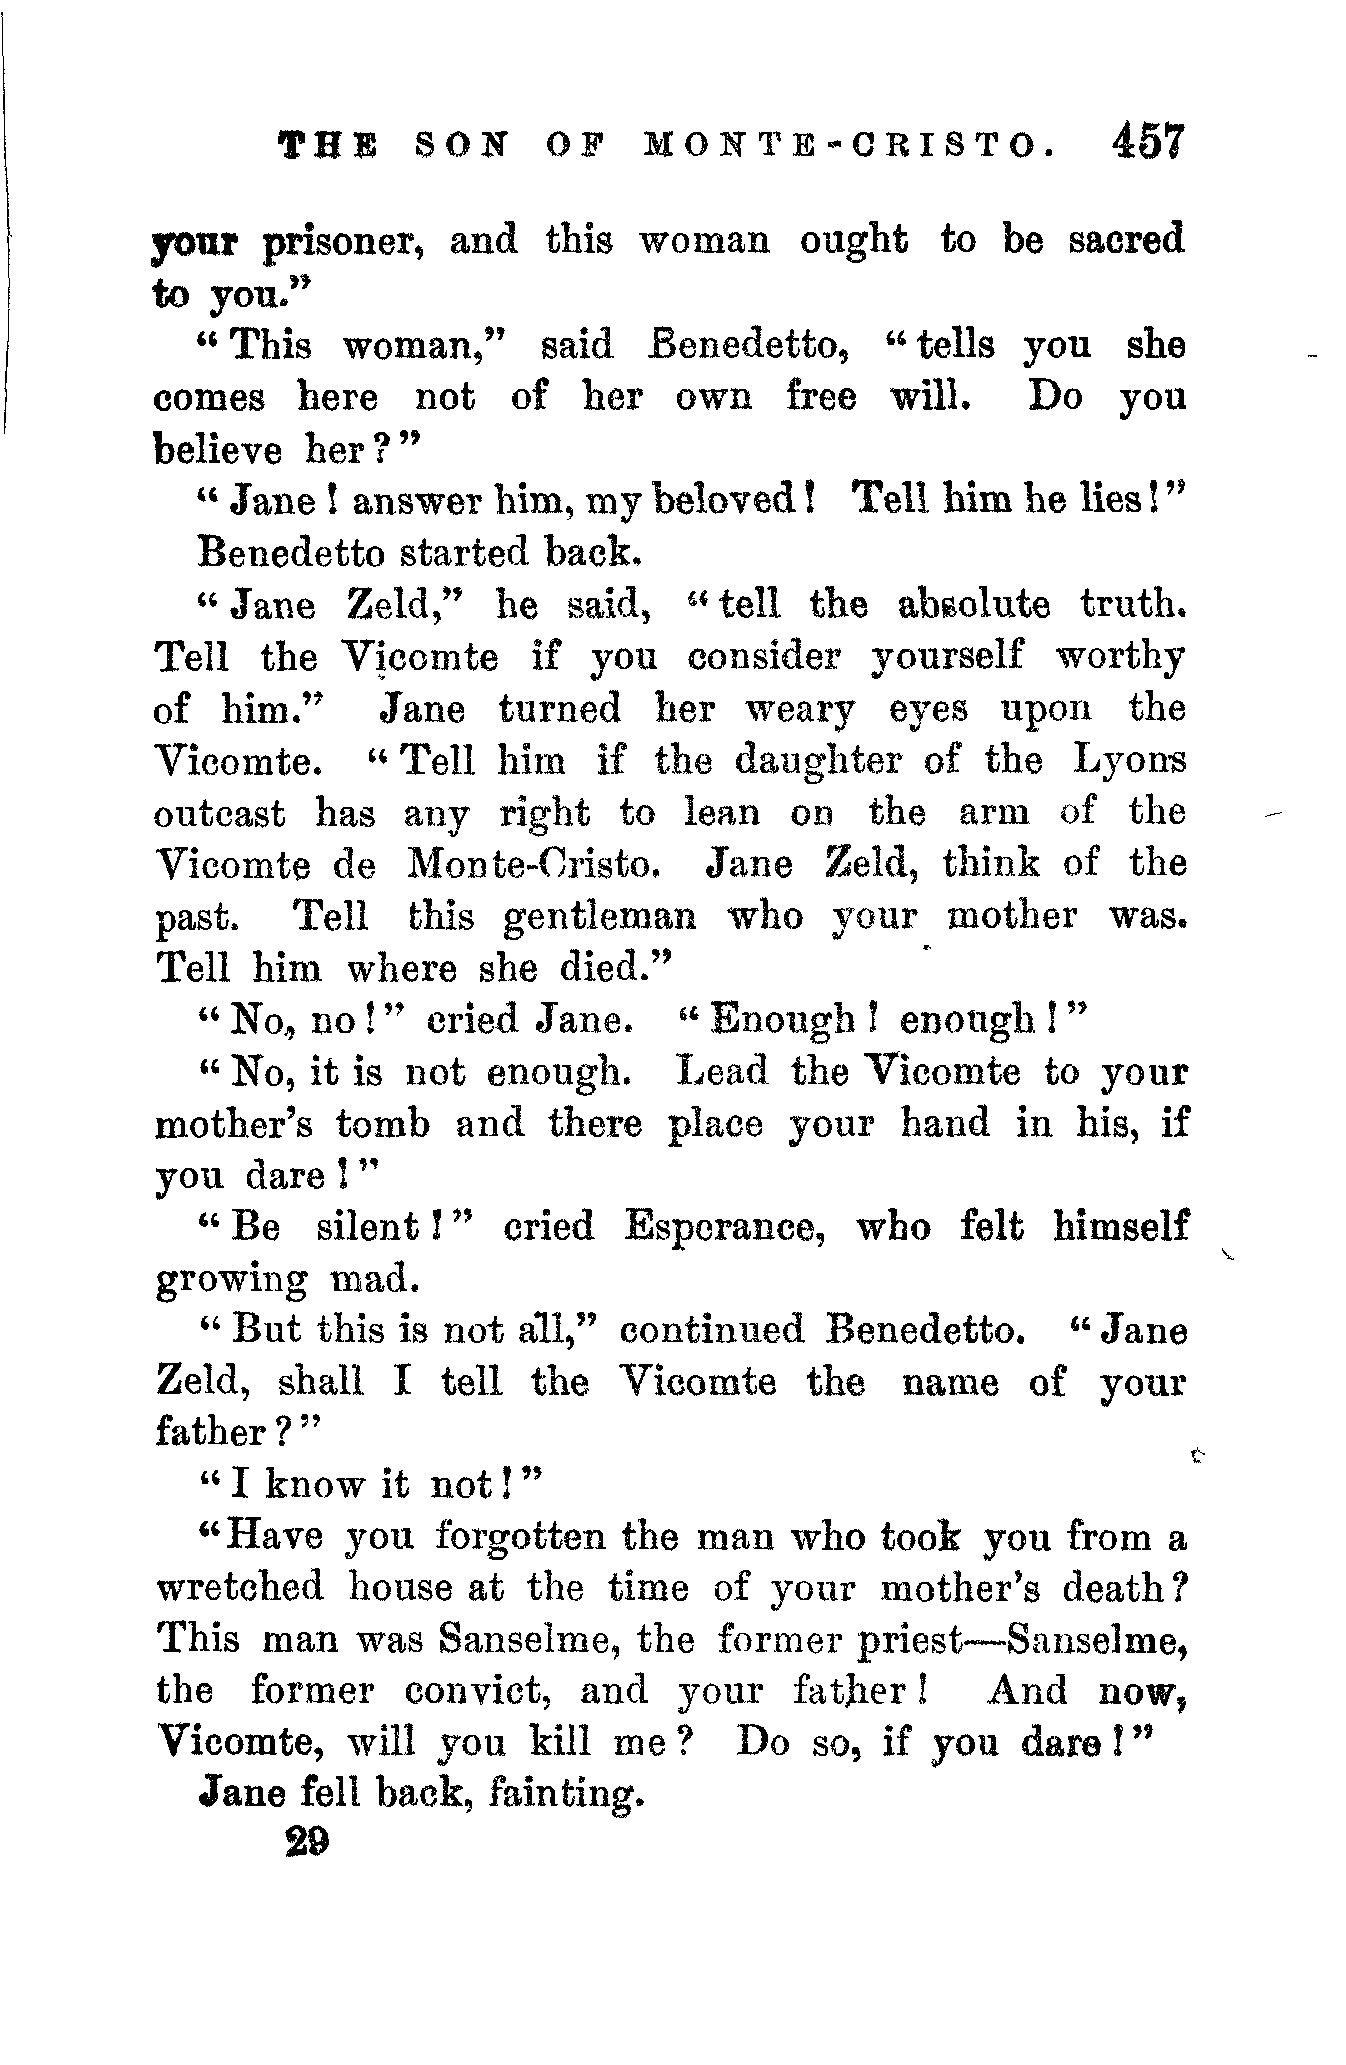 THE SON OF MONTE-CRISTO. 457
your prisoner, and this woman ought to be sacred
to you."
"This woman," said Benedetto, "tells you she
comes here not of her own free will. Do you
believe her?"
"Jane! answer him, my beloved! Tell him he lies!"
Benedetto started back.
"Jane Zeld," he said, "tell the absolute truth.
Tell the Vicomte if you consider yourself worthy
of him." Jane turned her weary eyes upon the
Vicomte. "Tell him if the daughter of the Lyons
outcast has any right to lean on the arm of the
Vicomte de Monte-Cristo. Jane Zeld, think of the
past. Tell this gentleman who your mother was.
Tell him where she died."
"No, no!" cried Jane. "Enough! enough!"
"No, it is not enough. Lead the Vicomte to your
mother's tomb and there place your hand in his, if
you dare!"
"Be silent!" cried Esperance, who felt himself
growing mad.
"But this is not all," continued Benedetto. "Jane
Zeld, shall I tell the Vicomte the name of your
father?"
"I know it not!"
"Have you forgotten the man who took you from a
wretched house at the time of your mother's death?
This man was Sanselme, the former priest—Sanselme,
the former convict, and your father! And now,
Vicomte, will you kill me? Do so, if you dare!"
Jane fell back, fainting.
29